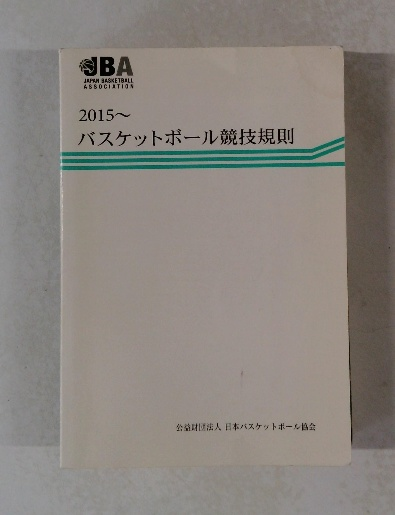 JBA
JAPAN BASKETBALL
ASSOCIATION
2015～
バスケットボール競技規則
公益財団法人 日本バスケットボール協会